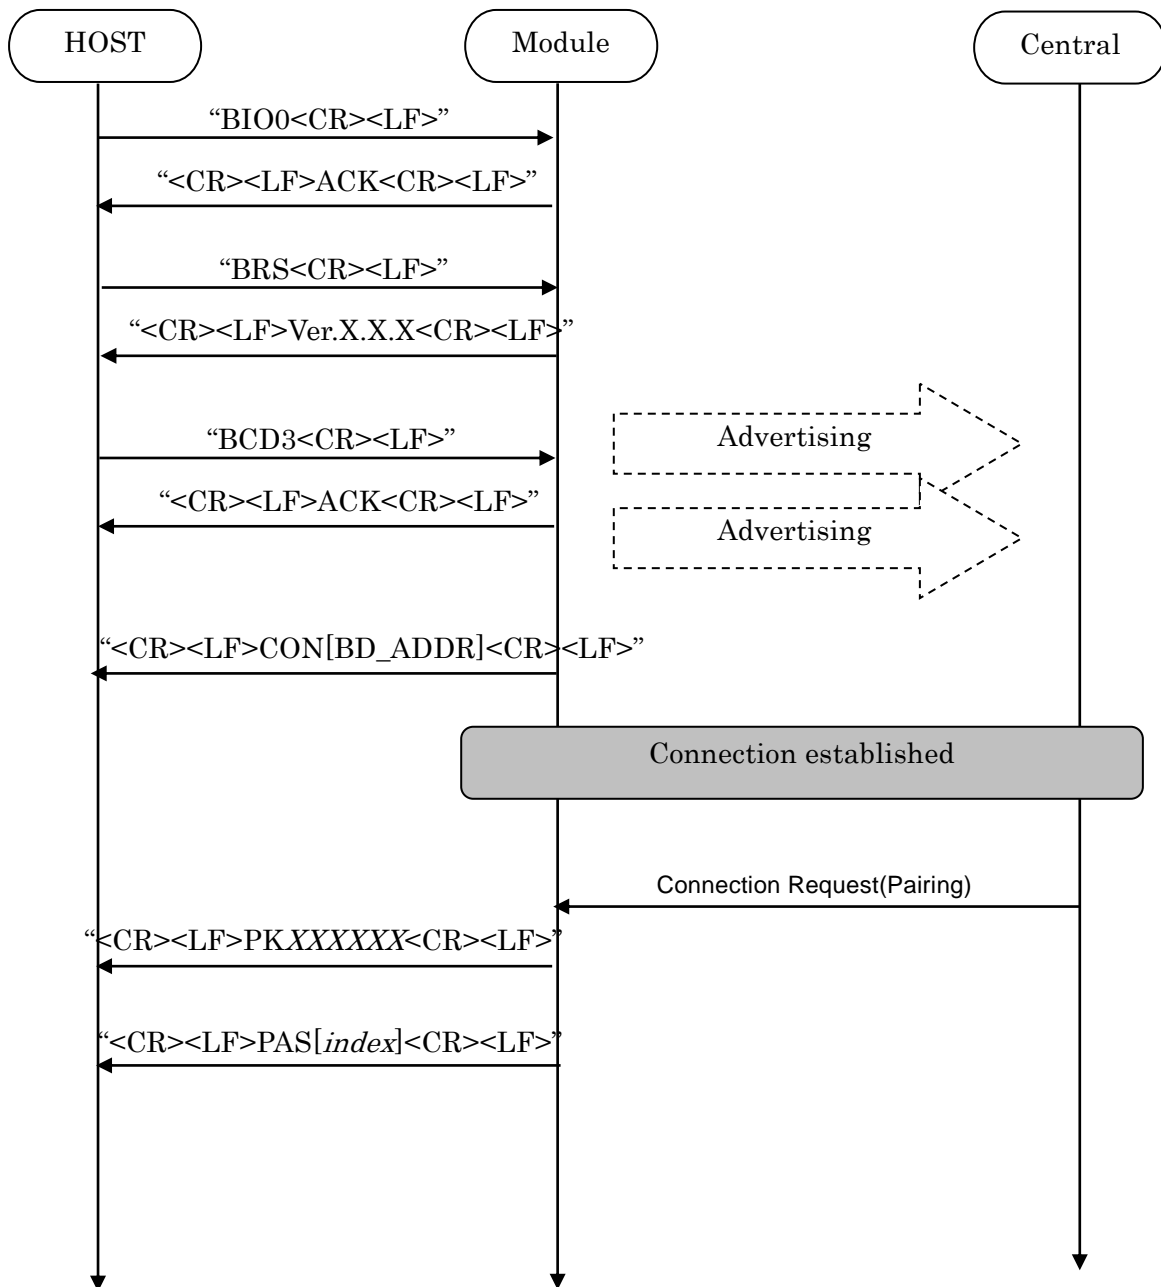 HOST Module Central
“BIO0<CR><LF>”
“<CR><LF>ACK<CR><LF>”
“BRS<CR><LF>”
“<CR><LF>Ver.X.X.X<CR><LF>”
“BCD3<CR><LF>” Advertising
“<CR><LF>ACK<CR><LF>”
Advertising
“<CR><LF>CON[BD_ADDR]<CR><LF>”
Connection established
Connection Request(Pairing)
“<CR><LF>PKXXXXXX<CR><LF>”
“<CR><LF>PAS[index]<CR><LF>”